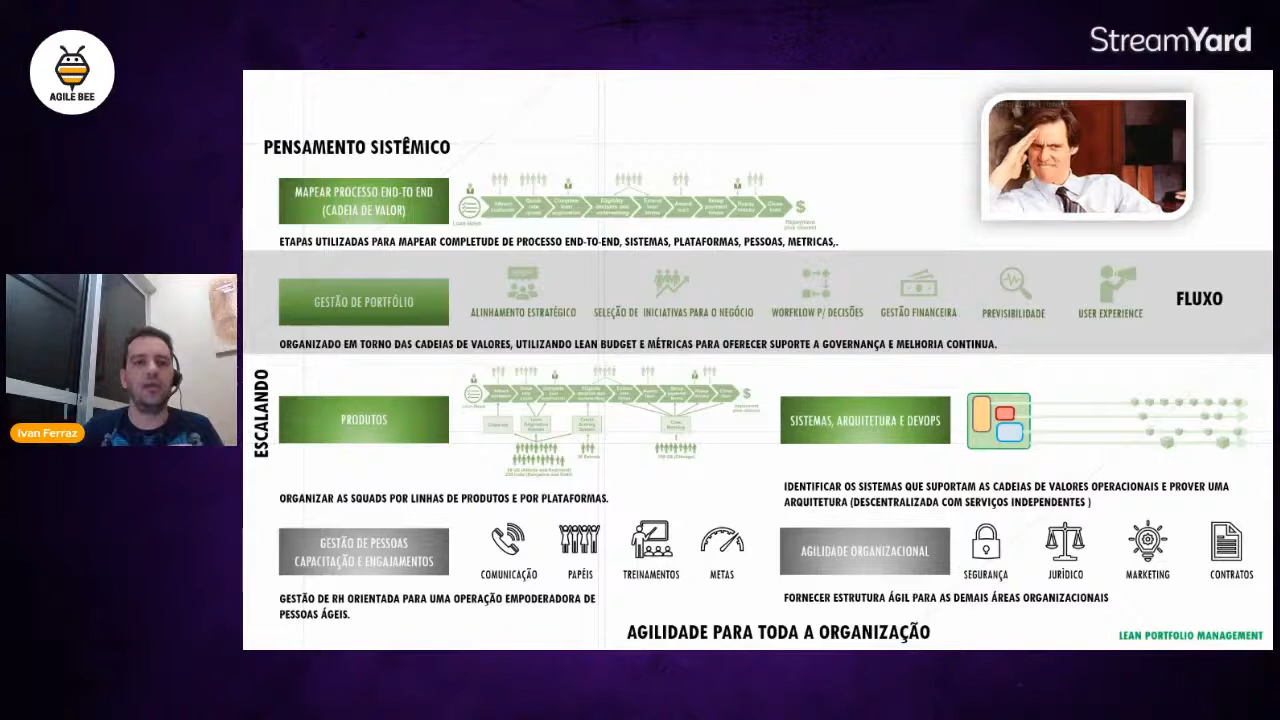 AGILE BEE
StreamYard
PENSAMENTO SISTÊMICO
MAPEAR PROCESSO END-TO END
(CADEIA DE VALOR)
ETAPAS UTILIZADAS PARA MAPEAR COMPLETUDE DE PROCESSO END-TO-END, SISTEMAS, PLATAFORMAS, PESSOAS, METRICAS,.
GESTÃO DE PORTFÓLIO
ALINHAMENTO ESTRATÉGICO
SELEÇÃO DE INICIATIVAS PARA O NEGÓCIO
WORFKLOW P/ DECISÕES
GESTÃO FINANCEIRA
PREVISIBILIDADE
USER EXPERIENCE
FLUXO
ORGANIZADO EM TORNO DAS CADEIAS DE VALORES, UTILIZANDO LEAN BUDGET E MÉTRICAS PARA OFERECER SUPORTE A GOVERNANÇA E MELHORIA CONTINUA.
ESCALANDO
PRODUTOS
SISTEMAS, ARQUITETURA E DEVOPS
ORGANIZAR AS SQUADS POR LINHAS DE PRODUTOS E POR PLATAFORMAS.
IDENTIFICAR OS SISTEMAS QUE SUPORTAM AS CADEIAS DE VALORES OPERACIONAIS E PROVER UMA
ARQUITETURA (DESCENTRALIZADA COM SERVIÇOS INDEPENDENTES )
GESTÃO DE PESSOAS
CAPACITAÇÃO E ENGAJAMENTOS
COMUNICAÇÃO
PAPÉIS
TREINAMENTOS
METAS
AGILIDADE ORGANIZACIONAL
SEGURANÇA
JURÍDICO
MARKETING
CONTRATOS
GESTÃO DE RH ORIENTADA PARA UMA OPERAÇÃO EMPODERADORA DE
PESSOAS ÁGEIS.
FORNECER ESTRUTURA ÁGIL PARA AS DEMAIS ÁREAS ORGANIZACIONAIS
AGILIDADE PARA TODA A ORGANIZAÇÃO
LEAN PORTFOLIO MANAGEMENT
Ivan Ferraz